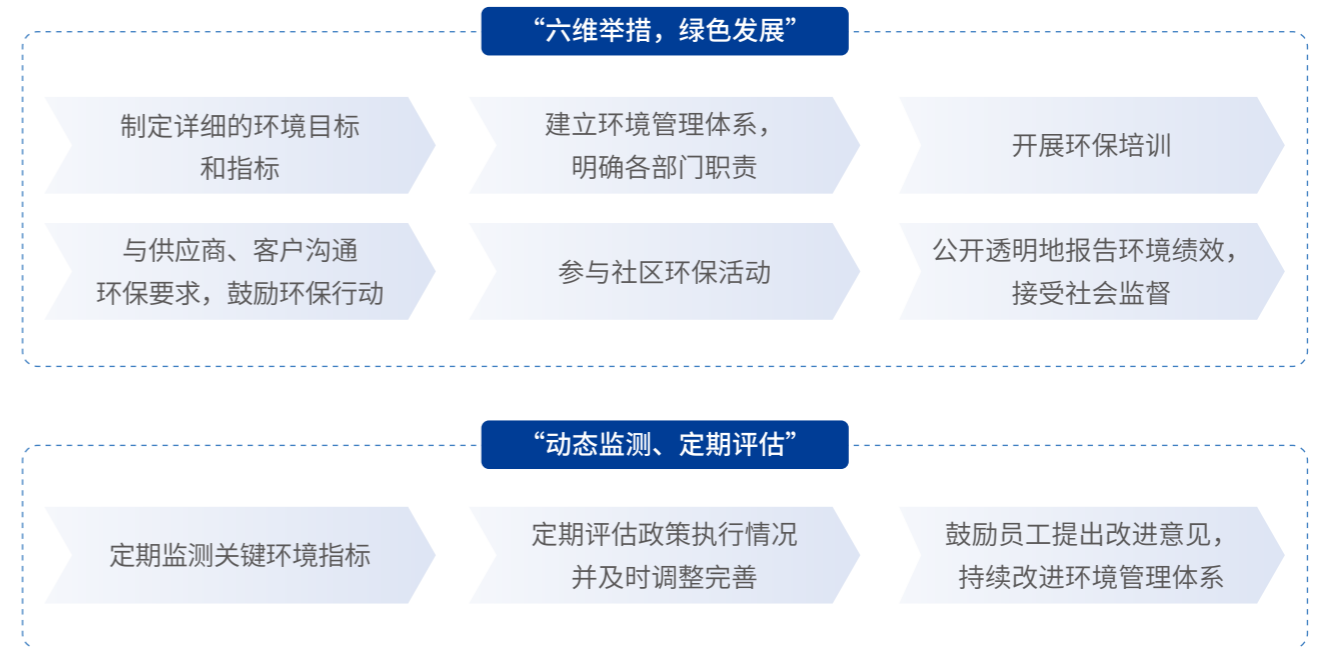 “六维举措，绿色发展”
制定详细的环境目标
和指标
建立环境管理体系，
明确各部门职责
开展环保培训
与供应商、客户沟通
环保要求，鼓励环保行动
参与社区环保活动
公开透明地报告环境绩效，
接受社会监督
“动态监测、定期评估”
定期监测关键环境指标
定期评估政策执行情况
并及时调整完善
鼓励员工提出改进意见，
持续改进环境管理体系